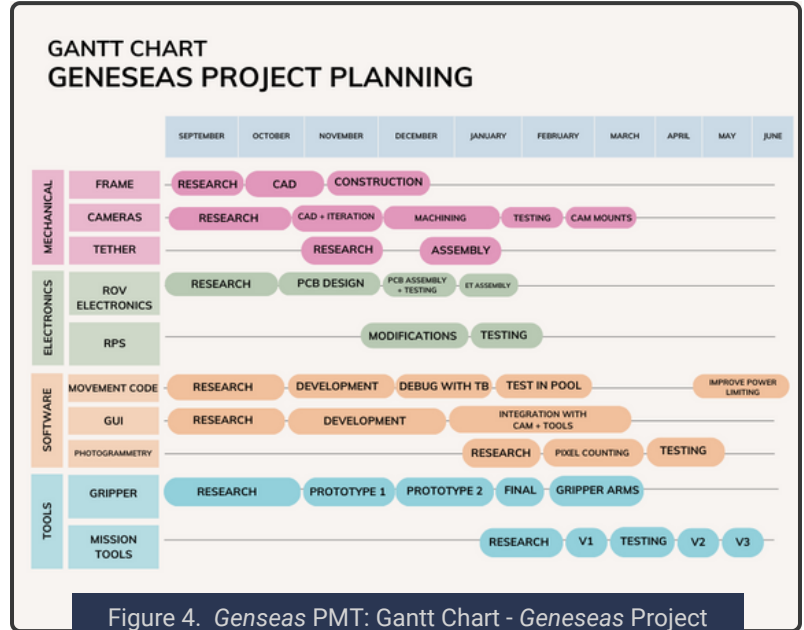 GANTT CHART
GENESEAS PROJECT PLANNING
SEPTEMBER OCTOBER NOVEMBER DECEMBER JANUARY FEBRUARY MARCH APRIL MAY JUNE
MECHANICAL
FRAME RESEARCH CAD CONSTRUCTION
CAMERAS RESEARCH CAD + ITERATION MACHINING TESTING CAM MOUNTS
TETHER RESEARCH ASSEMBLY
ELECTRONICS
ROV
ELECTRONICS
RESEARCH PCB DESIGN
PCB ASSEMBLY
+ TESTING
ET ASSEMBLY
RPS MODIFICATIONS TESTING
SOFTWARE
MOVEMENT CODE RESEARCH DEVELOPMENT DEBUG WITH TB TEST IN POOL
IMPROVE POWER
LIMITING
GUI RESEARCH DEVELOPMENT
INTEGRATION WITH
CAM + TOOLS
PHOTOGRAMMETRY RESEARCH PIXEL COUNTING TESTING
TOOLS
GRIPPER RESEARCH PROTOTYPE 1 PROTOTYPE 2 FINAL GRIPPER ARMS
MISSION
TOOLS
RESEARCH V1 TESTING V2 V3
Figure 4. Genseas PMT: Gantt Chart - Geneseas Project